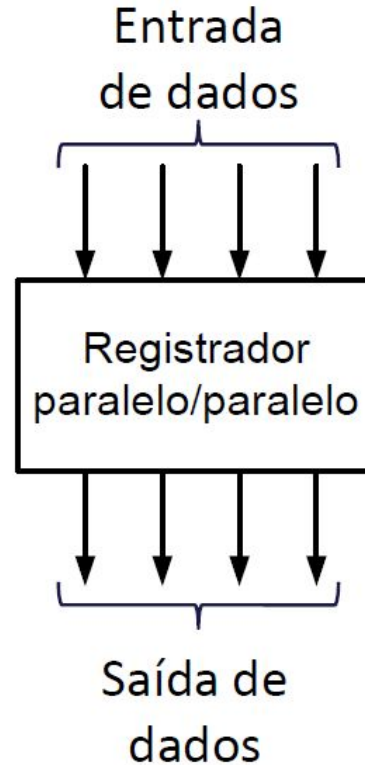 Entrada
de dados
Registrador
paralelo/paralelo
Saída de
dados